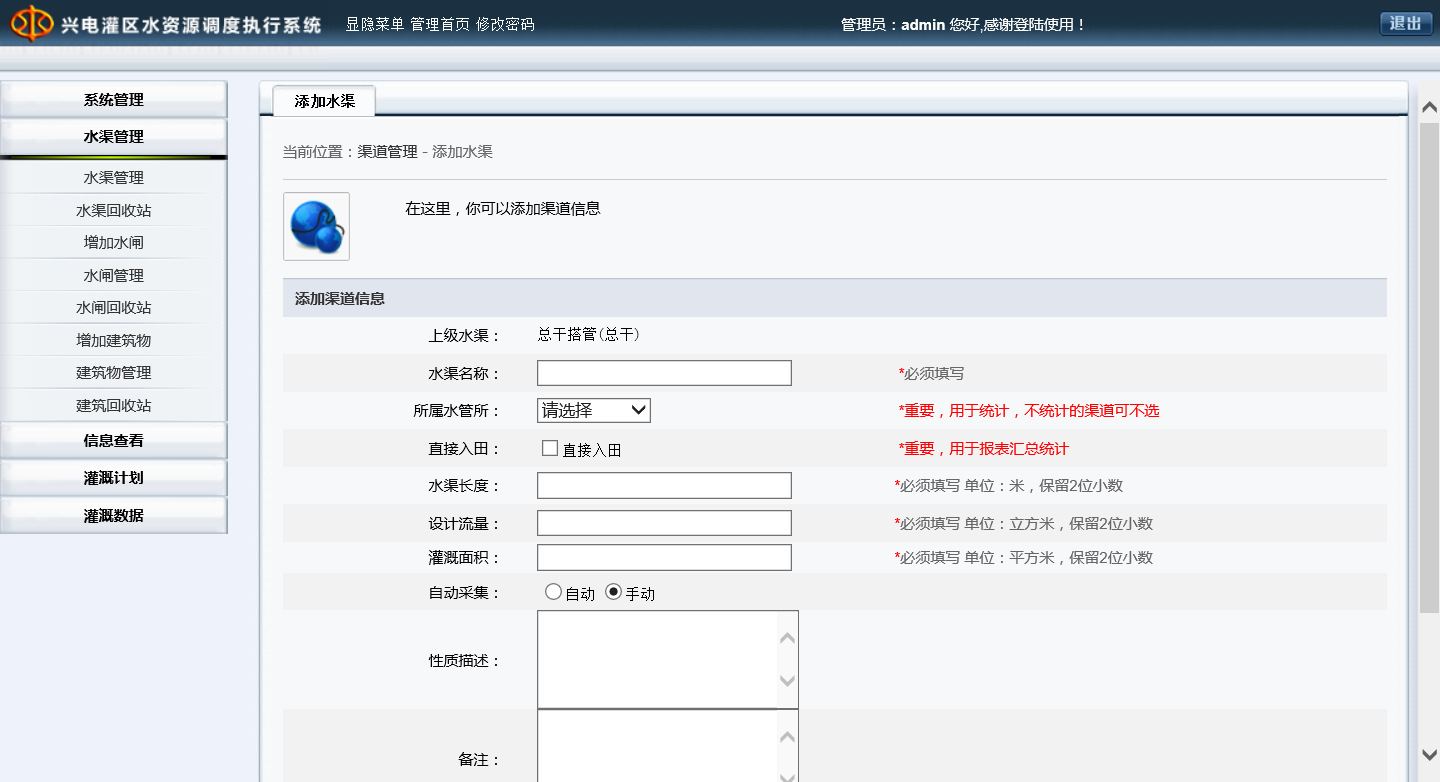 兴电灌区水资源调度执行系统 显隐菜单 管理首页 修改密码 管理员：admin 您好,感谢登陆使用！ 退出
系统管理
水渠管理
水渠管理
水渠回收站
增加水闸
水闸管理
水闸回收站
增加建筑物
建筑物管理
建筑回收站
信息查看
灌溉计划
灌溉数据
添加水渠
当前位置：渠道管理 - 添加水渠
在这里，你可以添加渠道信息
添加渠道信息
上级水渠： 总干搭管(总干)
水渠名称： *必须填写
所属水管所： 请选择 *重要，用于统计，不统计的渠道可不选
直接入田： 直接入田 *重要，用于报表汇总统计
水渠长度： *必须填写 单位：米，保留2位小数
设计流量： *必须填写 单位：立方米，保留2位小数
灌溉面积： *必须填写 单位：平方米，保留2位小数
自动采集： 自动 手动
性质描述：
备注：